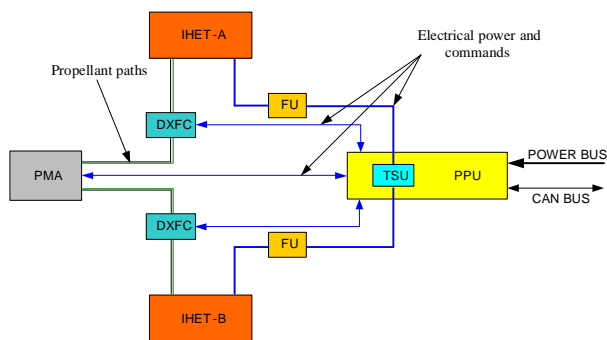 IHET-A
Electrical power and
commands
Propellant paths
FU
DXFC
PMA
TSU
PPU
POWER BUS
CAN BUS
DXFC
FU
IHET-B